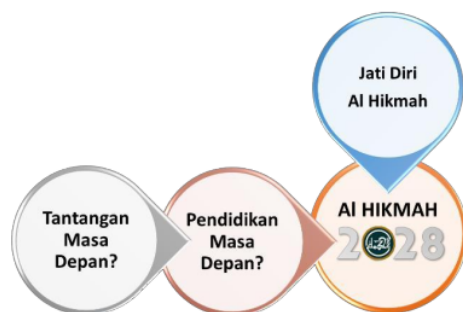 Jati Diri
Al Hikmah
Tantangan
Masa
Depan?
Pendidikan
Masa
Depan?
Al HIKMAH
2028